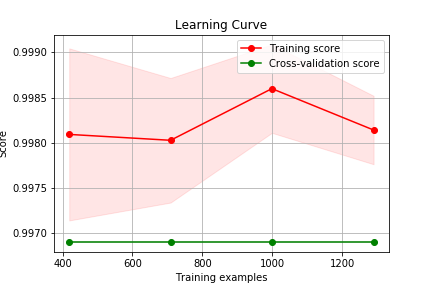 Learning Curve
Training score
Cross-validation score
0.9990
0.9985
0.9980
0.9975
0.9970
Score
400
600
800
1000
1200
Training examples